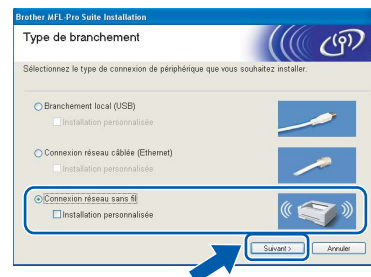 Brother MFL-Pro Suite Installation
Type de branchement
Sélectionnez le type de connexion de périphérique que vous souhaitez installer.
Branchement local (USB)
Installation personnalisée
Connexion réseau câblée (Ethernet)
Installation personnalisée
Connexion réseau sans fil
Installation personnalisée
Suivant >
Annuler